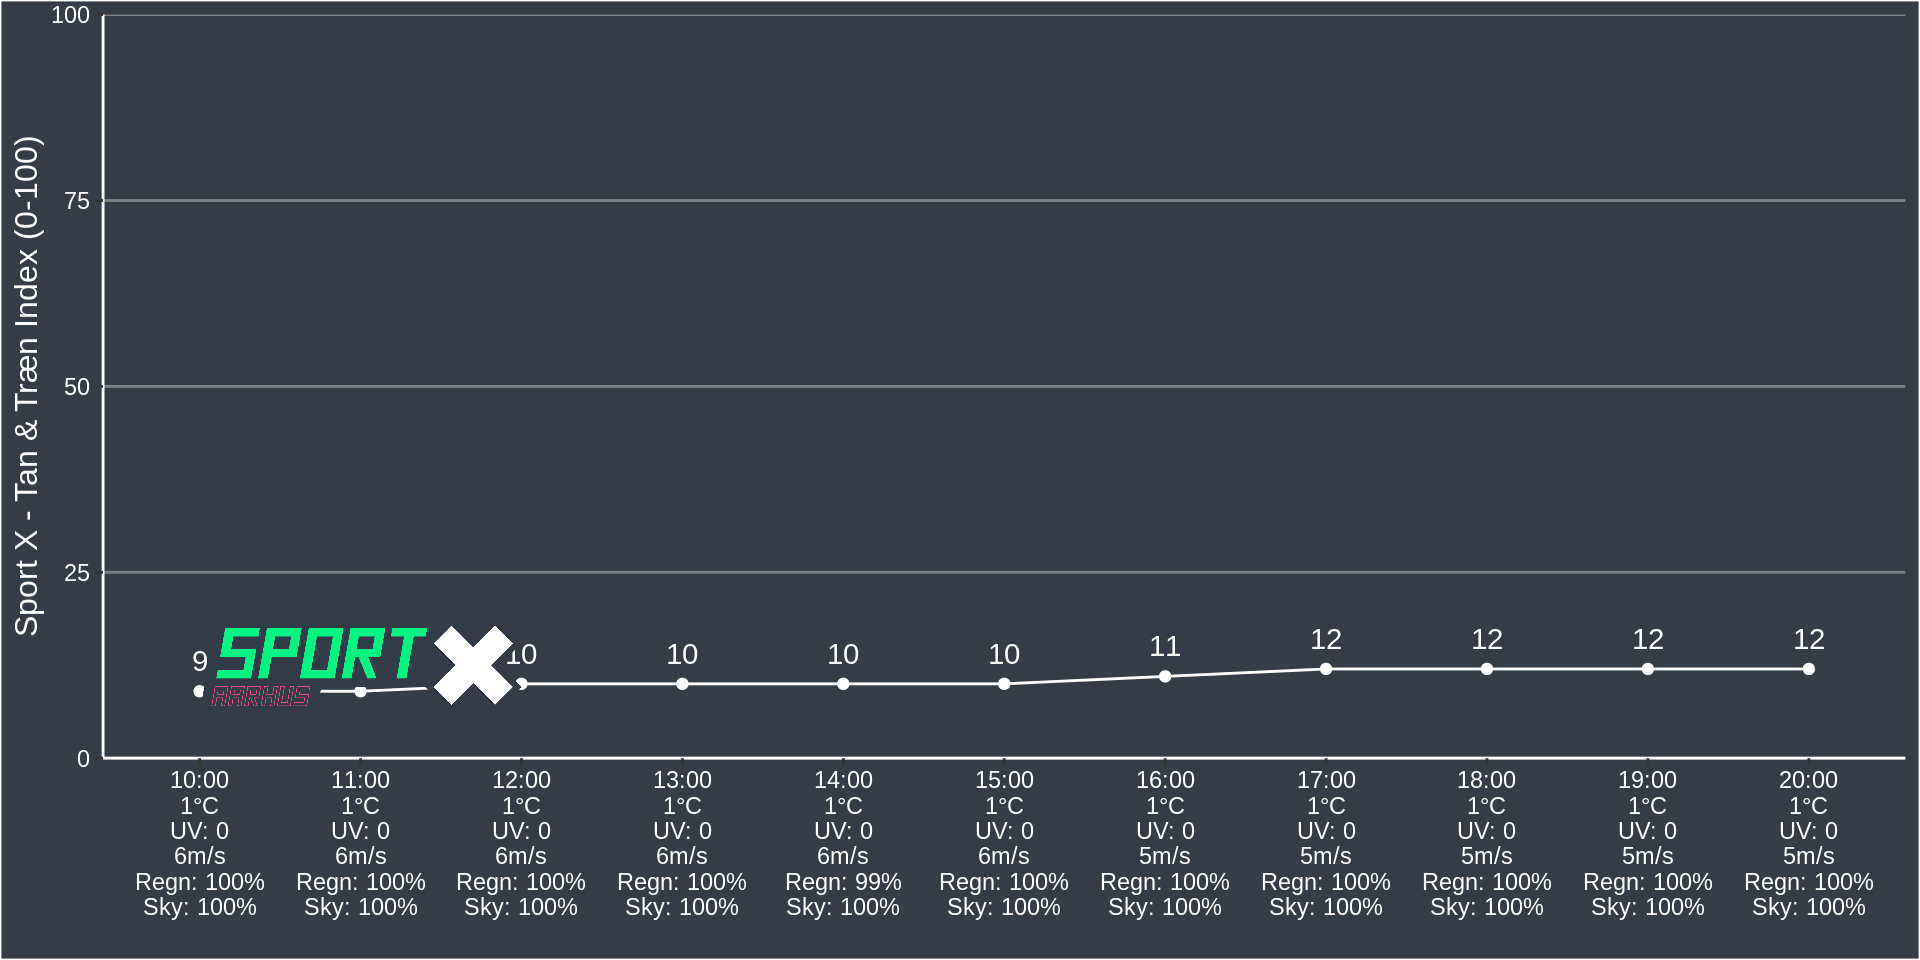 Sport X - Tan & Træn Index (0-100)
100
75
50
25
0
9 10 10 10 10 11 12 12 12 12
SPORT X
AARHUS
10:00 11:00 12:00 13:00 14:00 15:00 16:00 17:00 18:00 19:00 20:00
1°C 1°C 1°C 1°C 1°C 1°C 1°C 1°C 1°C 1°C 1°C
UV: 0 UV: 0 UV: 0 UV: 0 UV: 0 UV: 0 UV: 0 UV: 0 UV: 0 UV: 0 UV: 0
6m/s 6m/s 6m/s 6m/s 6m/s 6m/s 5m/s 5m/s 5m/s 5m/s 5m/s
Regn: 100% Regn: 100% Regn: 100% Regn: 100% Regn: 99% Regn: 100% Regn: 100% Regn: 100% Regn: 100% Regn: 100% Regn: 100%
Sky: 100% Sky: 100% Sky: 100% Sky: 100% Sky: 100% Sky: 100% Sky: 100% Sky: 100% Sky: 100% Sky: 100% Sky: 100%